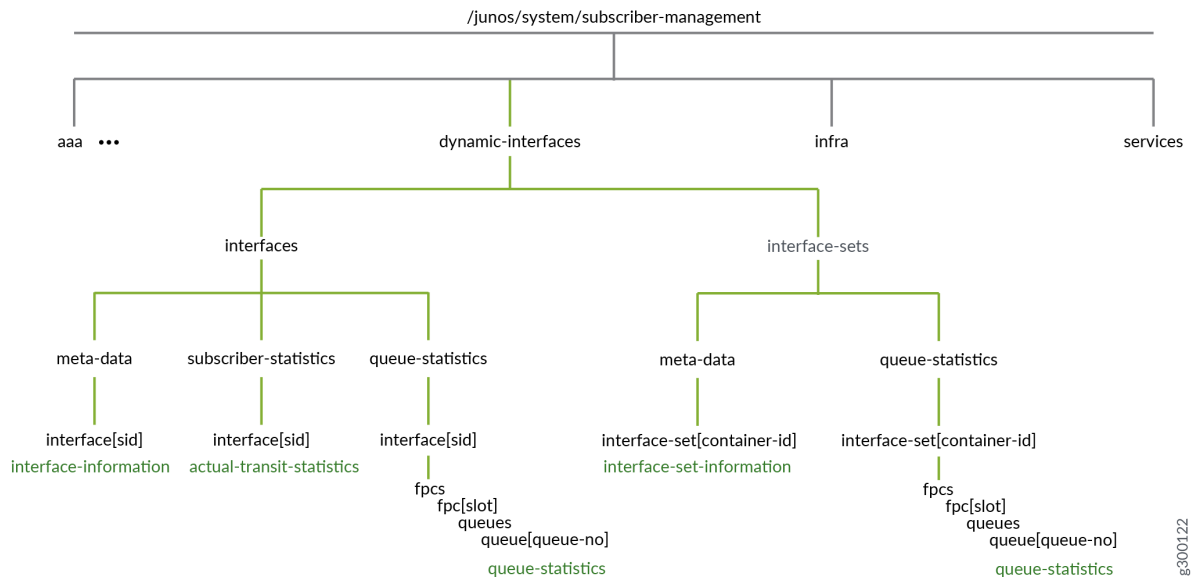 /junos/system/subscriber-management
aaa •••
dynamic-interfaces
infra
services
interfaces
interface-sets
meta-data
subscriber-statistics
queue-statistics
meta-data
queue-statistics
interface[sid]
interface-information
interface[sid]
actual-transit-statistics
interface[sid]
fpcs
fpc[slot]
queues
queue[queue-no]
queue-statistics
interface-set[container-id]
interface-set-information
interface-set[container-id]
fpcs
fpc[slot]
queues
queue[queue-no]
queue-statistics
g300122